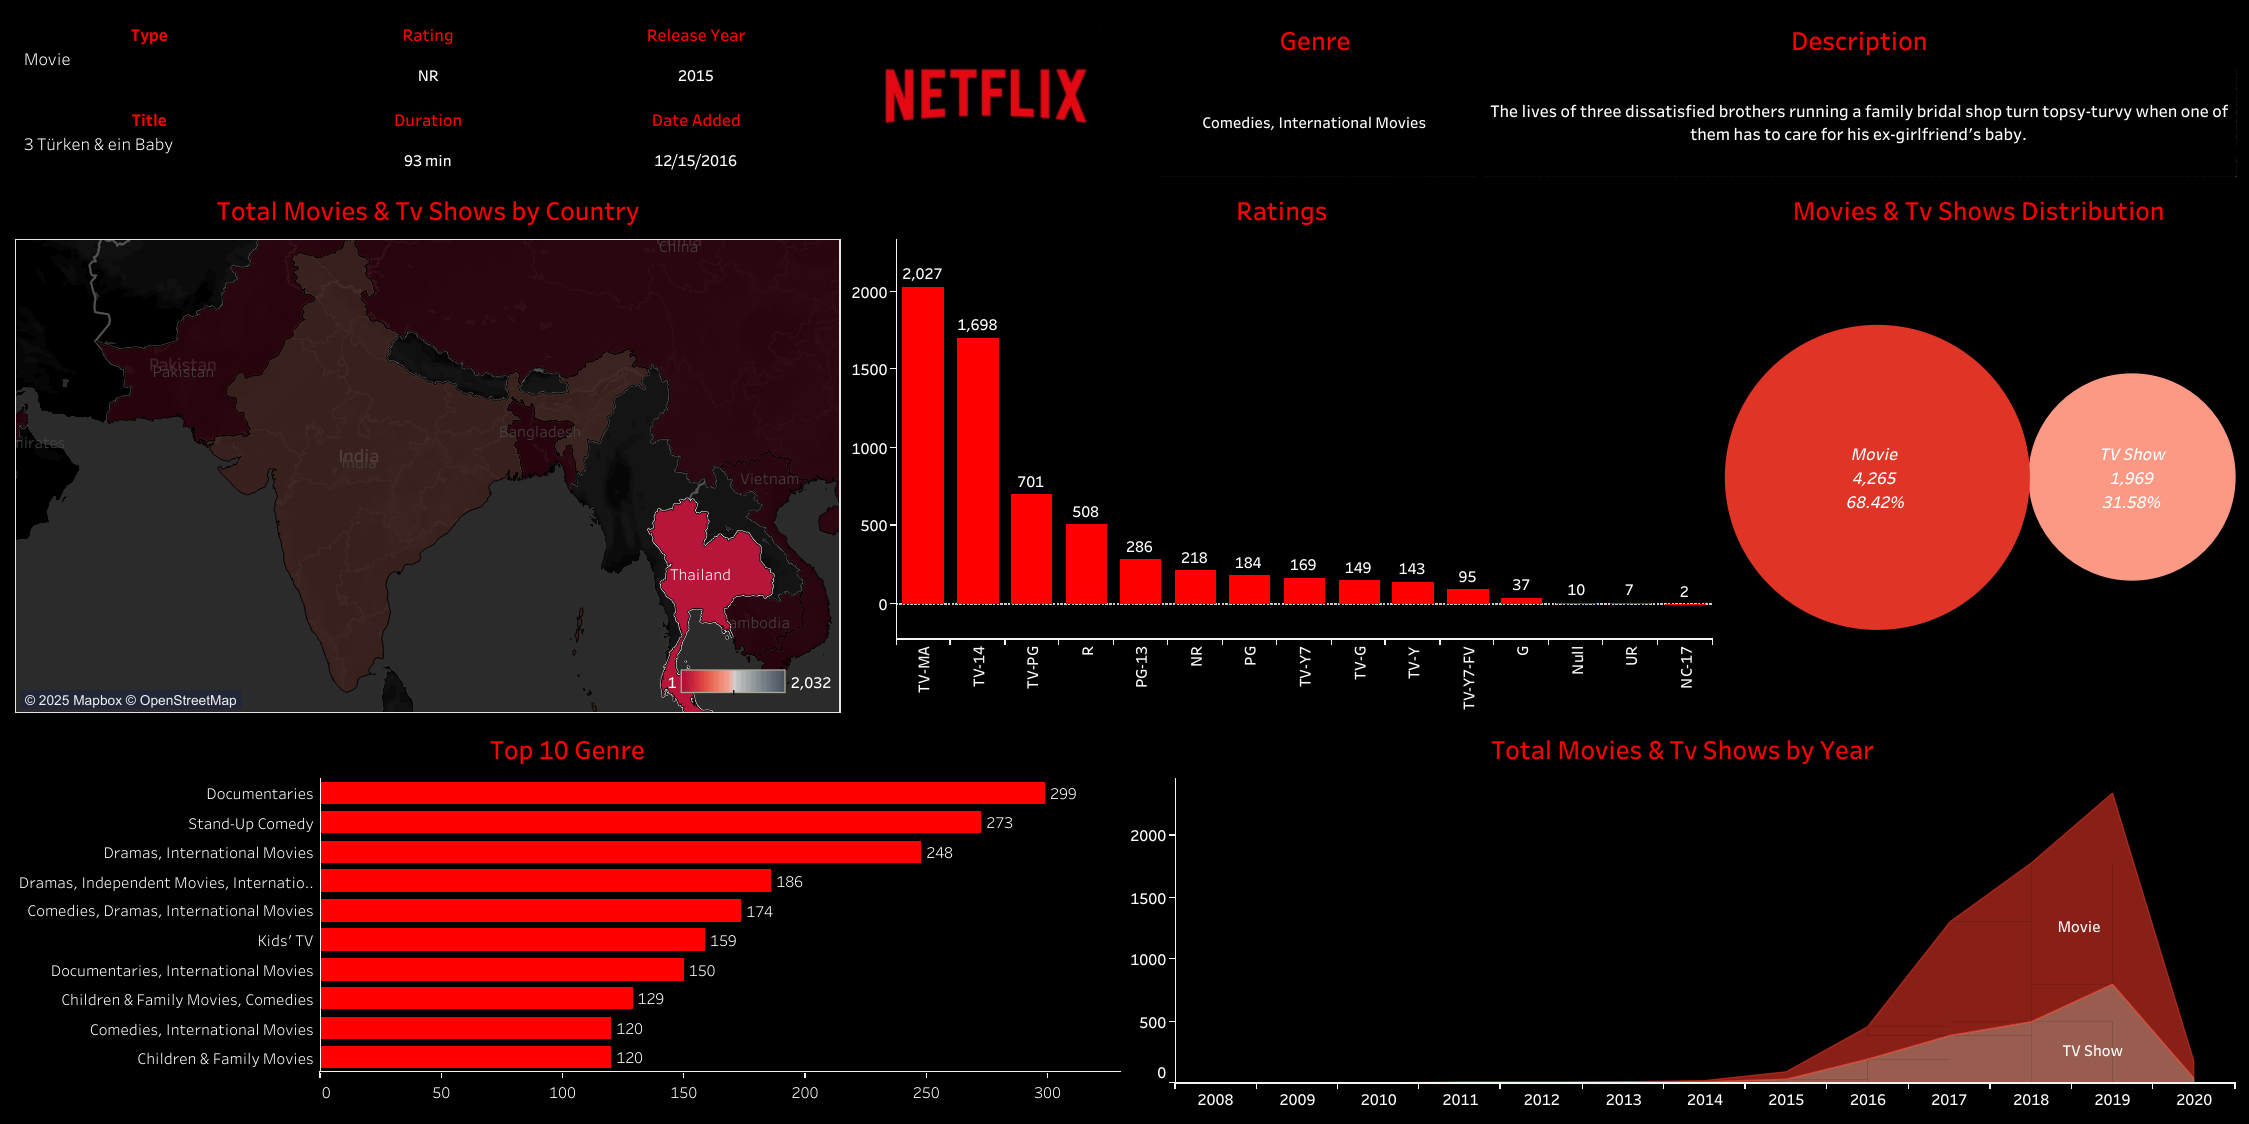 Type
Movie
Rating
NR
Release Year
2015
Title
3 Türken & ein Baby
Duration
93 min
Date Added
12/15/2016
NETFLIX
Genre
Comedies, International Movies
Description
The lives of three dissatisfied brothers running a family bridal shop turn topsy-turvy when one of
them has to care for his ex-girlfriend's baby.
Total Movies & Tv Shows by Country
China
China
Pakistan
Pakistan
irates
India
India
Bangladesh
Vietnam
Thailand
ambodia
1
2,032
© 2025 Mapbox © OpenStreetMap
Ratings
2000
1500
1000
500
0
2,027
1,698
701
508
286
218
184
169
149
143
95
37
10
7
2
TV-MA
TV-14
TV-PG
R
PG-13
NR
PG
TV-Y7
TV-G
TV-Y
TV-Y7-FV
G
Null
UR
NC-17
Movies & Tv Shows Distribution
Movie
4,265
68.42%
TV Show
1,969
31.58%
Top 10 Genre
Documentaries 299
Stand-Up Comedy 273
Dramas, International Movies 248
Dramas, Independent Movies, Internatio.. 186
Comedies, Dramas, International Movies 174
Kids' TV 159
Documentaries, International Movies 150
Children & Family Movies, Comedies 129
Comedies, International Movies 120
Children & Family Movies 120
0 50 100 150 200 250 300
Total Movies & Tv Shows by Year
2000
1500
1000
500
0
Movie
TV Show
2008 2009 2010 2011 2012 2013 2014 2015 2016 2017 2018 2019 2020